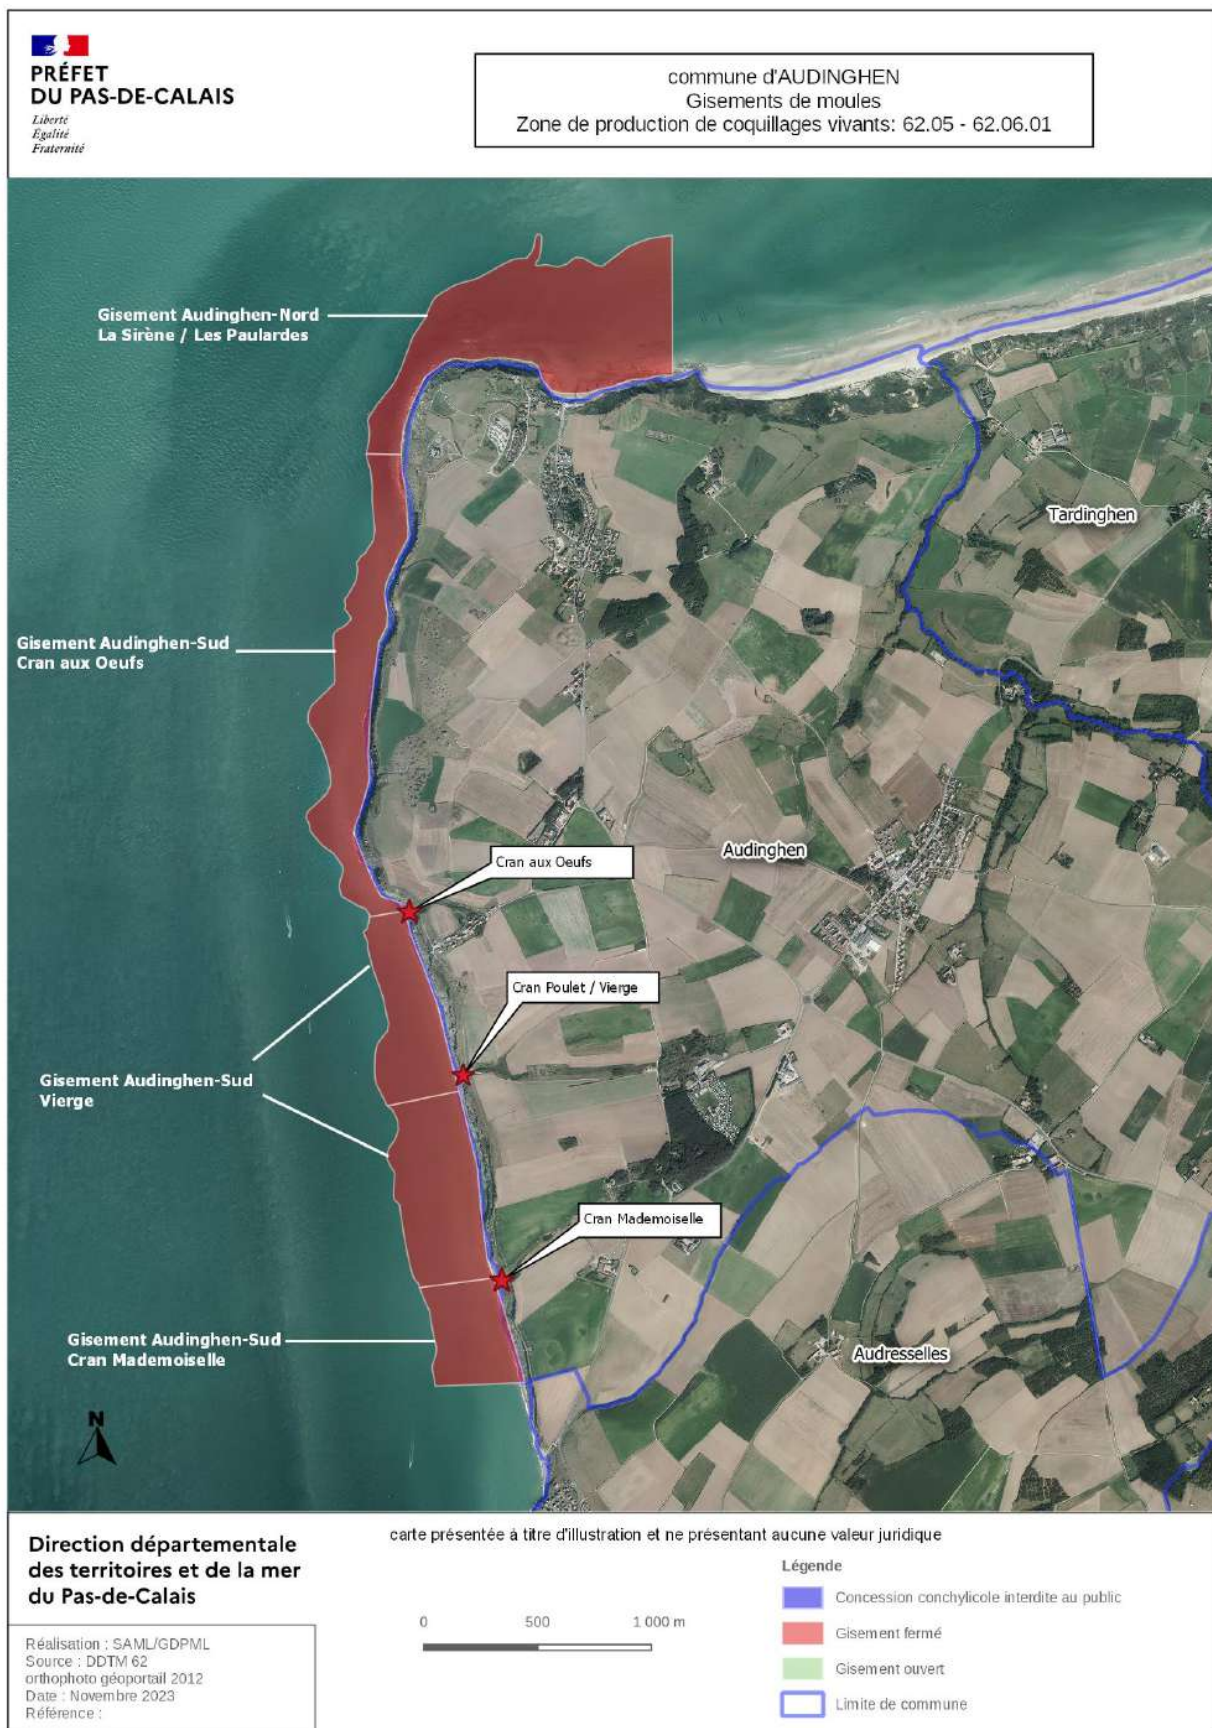 PRÉFET
DU PAS-DE-CALAIS
Liberté
Égalité
Fraternité
commune d'AUDINGHEN
Gisements de moules
Zone de production de coquillages vivants: 62.05 - 62.06.01
Gisement Audinghen-Nord
La Sirène / Les Paulardes
Tardinghen
Gisement Audinghen-Sud
Cran aux Oeufs
Cran aux Oeufs
Audinghen
Cran Poulet / Vierge
Gisement Audinghen-Sud
Vierge
Cran Mademoiselle
Gisement Audinghen-Sud
Cran Mademoiselle
Audresselles
N
Direction départementale
des territoires et de la mer
du Pas-de-Calais
carte présentée à titre d'illustration et ne présentant aucune valeur juridique
Légende
Concession conchylicole interdite au public
Gisement fermé
Gisement ouvert
Limite de commune
0 500 1 000 m
Réalisation : SAML/GDPML
Source : DDTM 62
orthophoto géoportail 2012
Date : Novembre 2023
Référence :